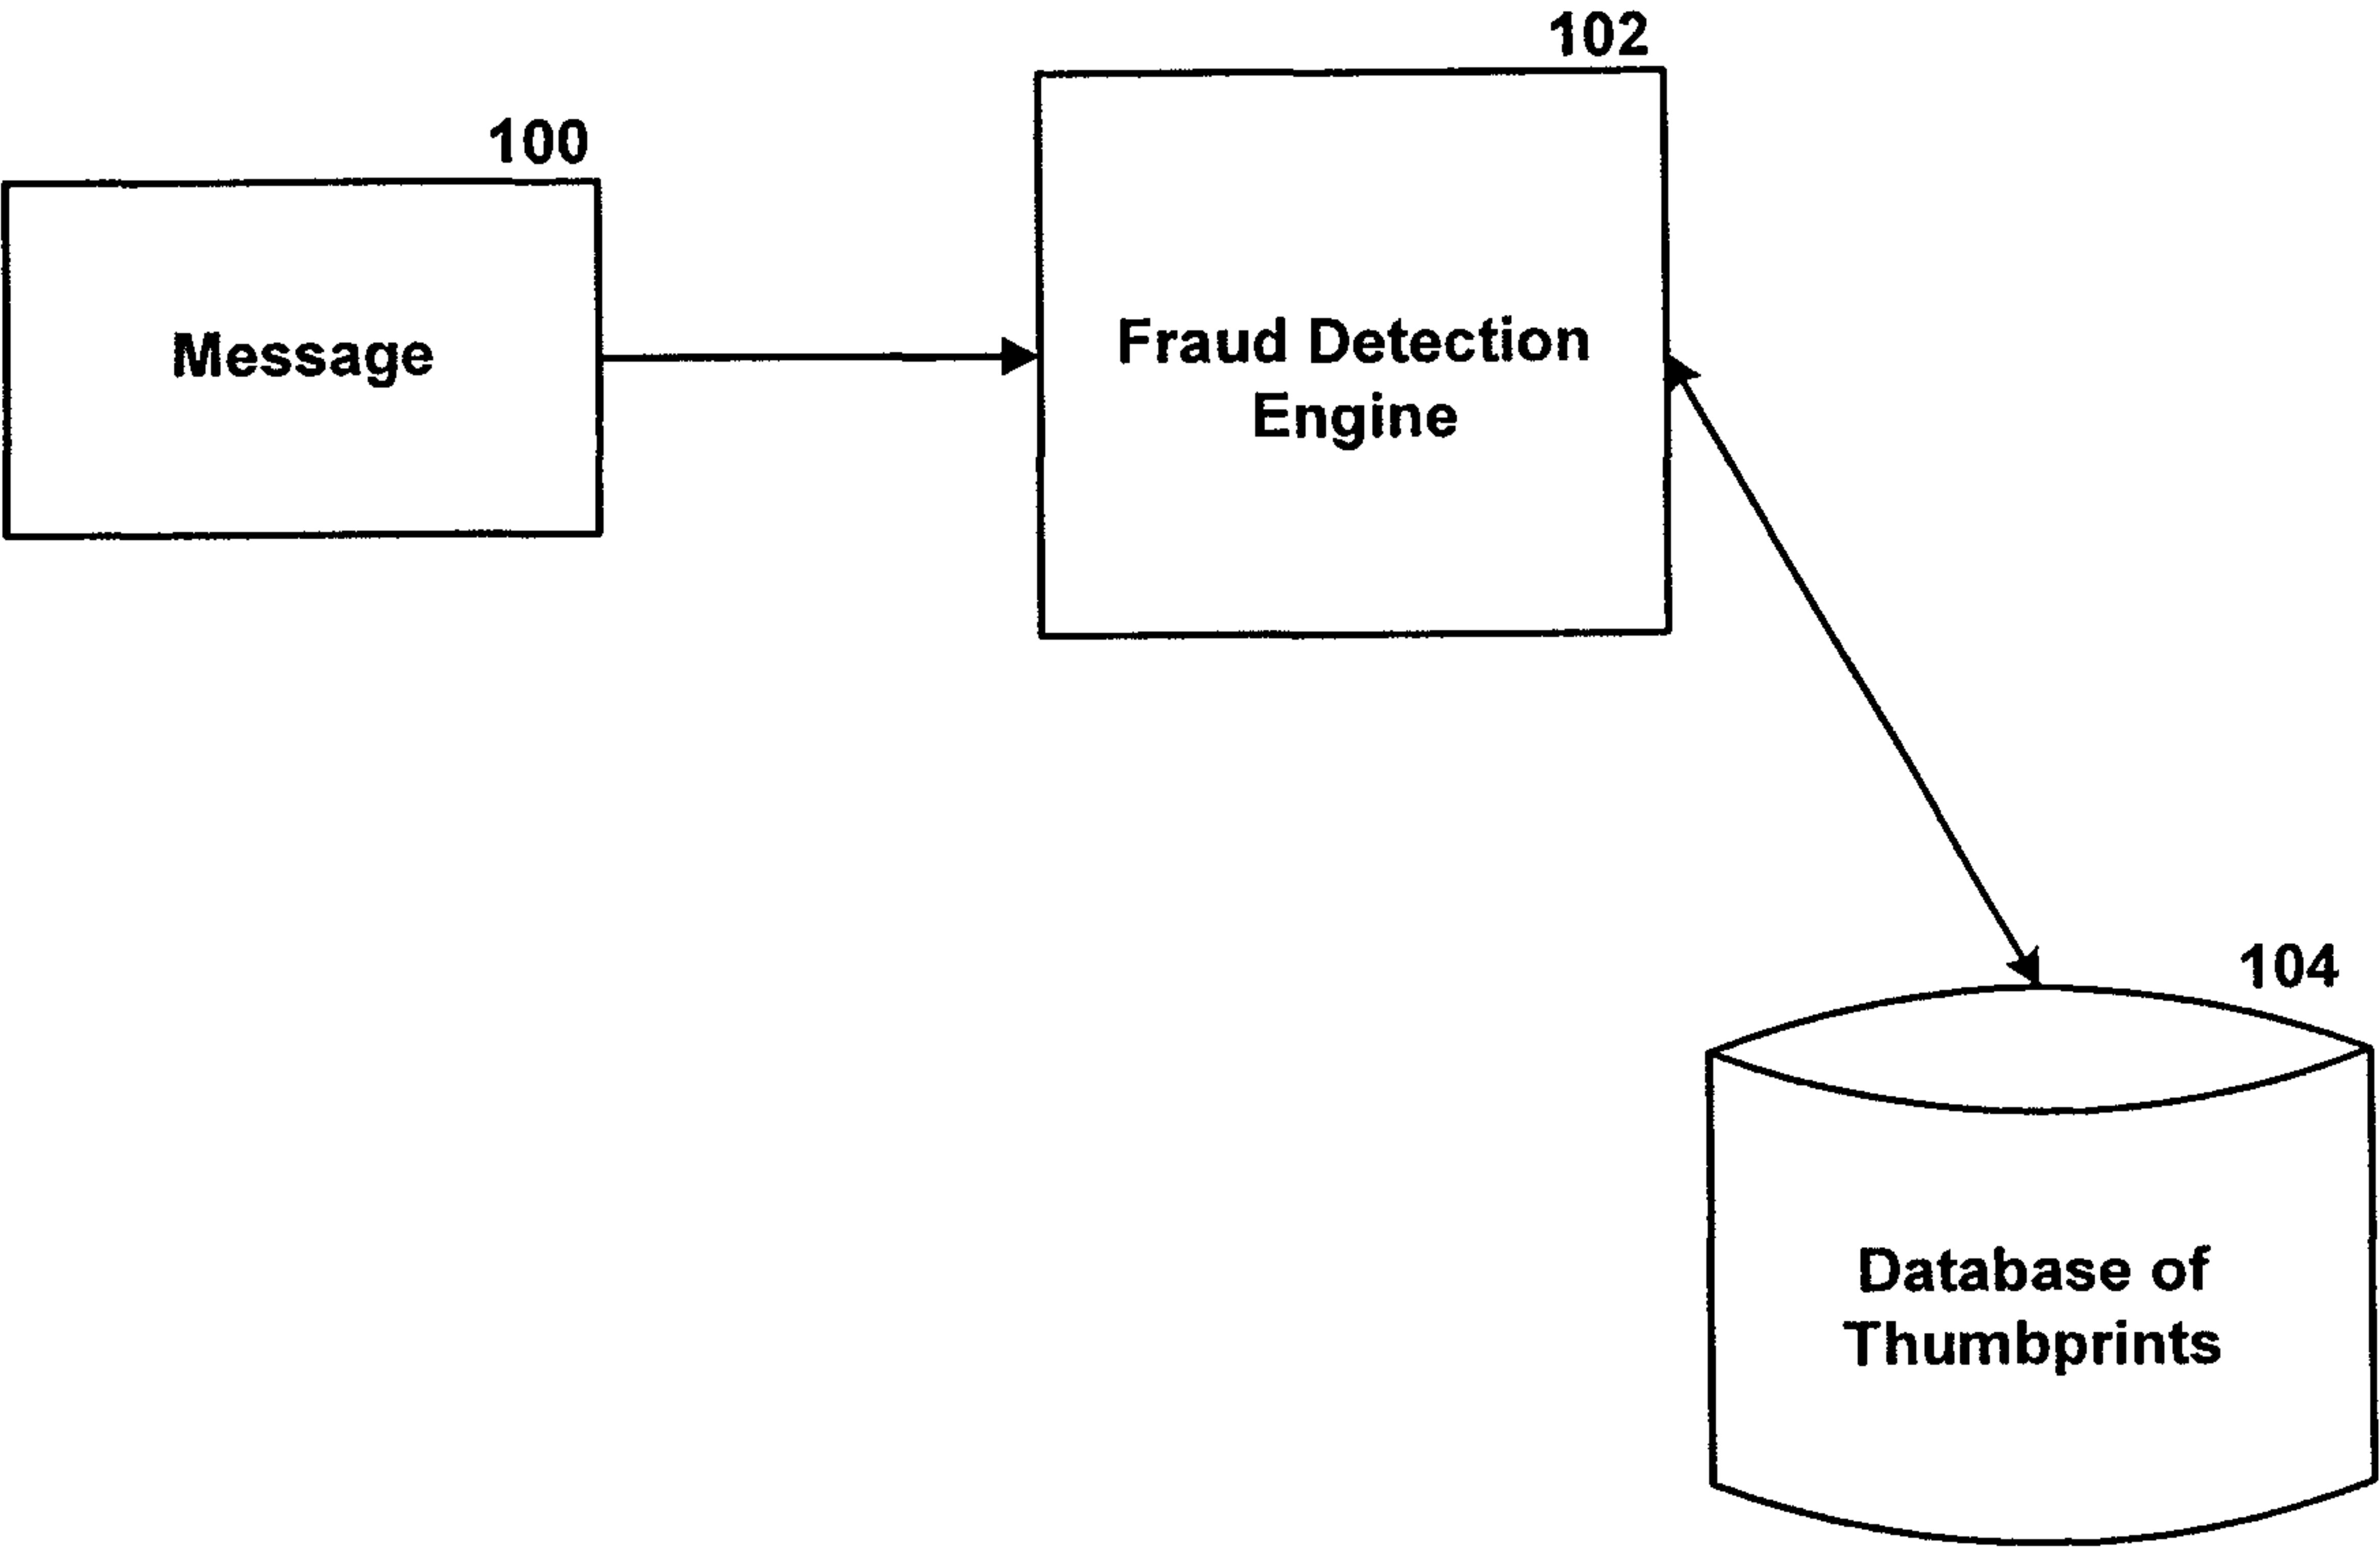 102
100
Message
Fraud Detection
Engine
104
Database of
Thumbprints